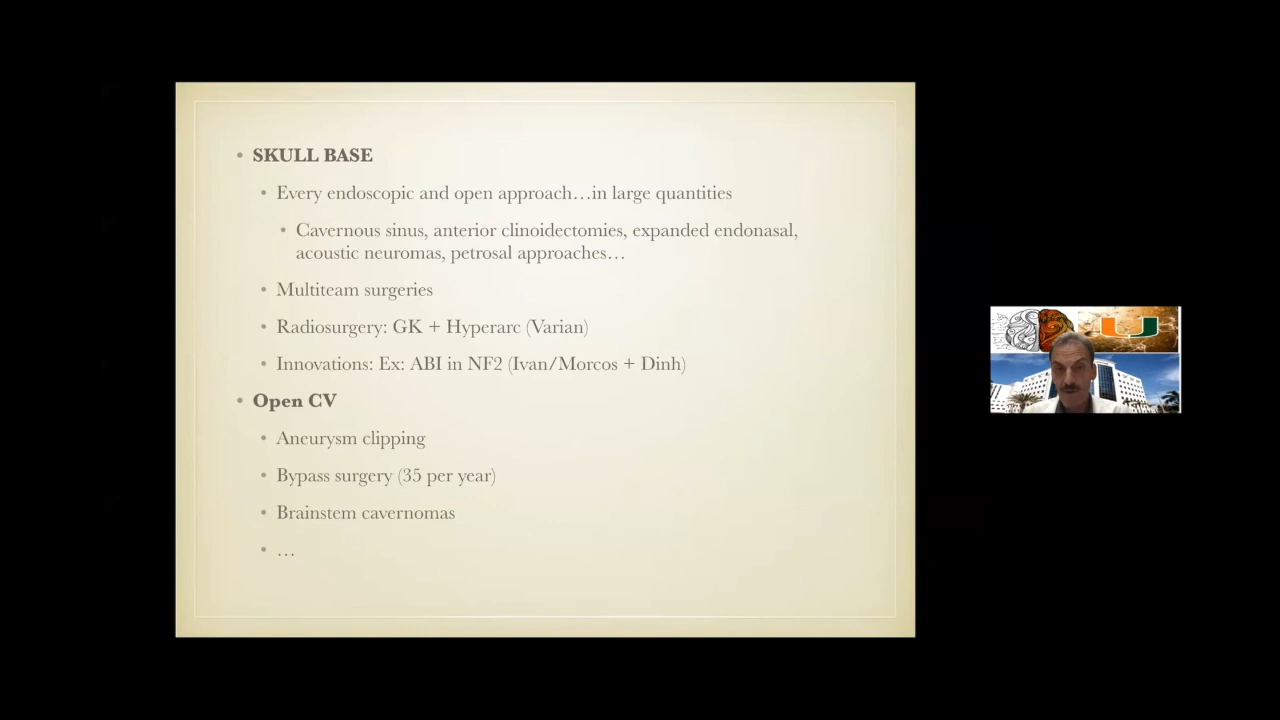 • SKULL BASE
• Every endoscopic and open approach…in large quantities
• Cavernous sinus, anterior clinoidectomies, expanded endonasal,
acoustic neuromas, petrosal approaches…
• Multiteam surgeries
• Radiosurgery: GK + Hyperarc (Varian)
• Innovations: Ex: ABI in NF2 (Ivan/Morcos + Dinh)
• Open CV
• Aneurysm clipping
• Bypass surgery (35 per year)
• Brainstem cavernomas
• …